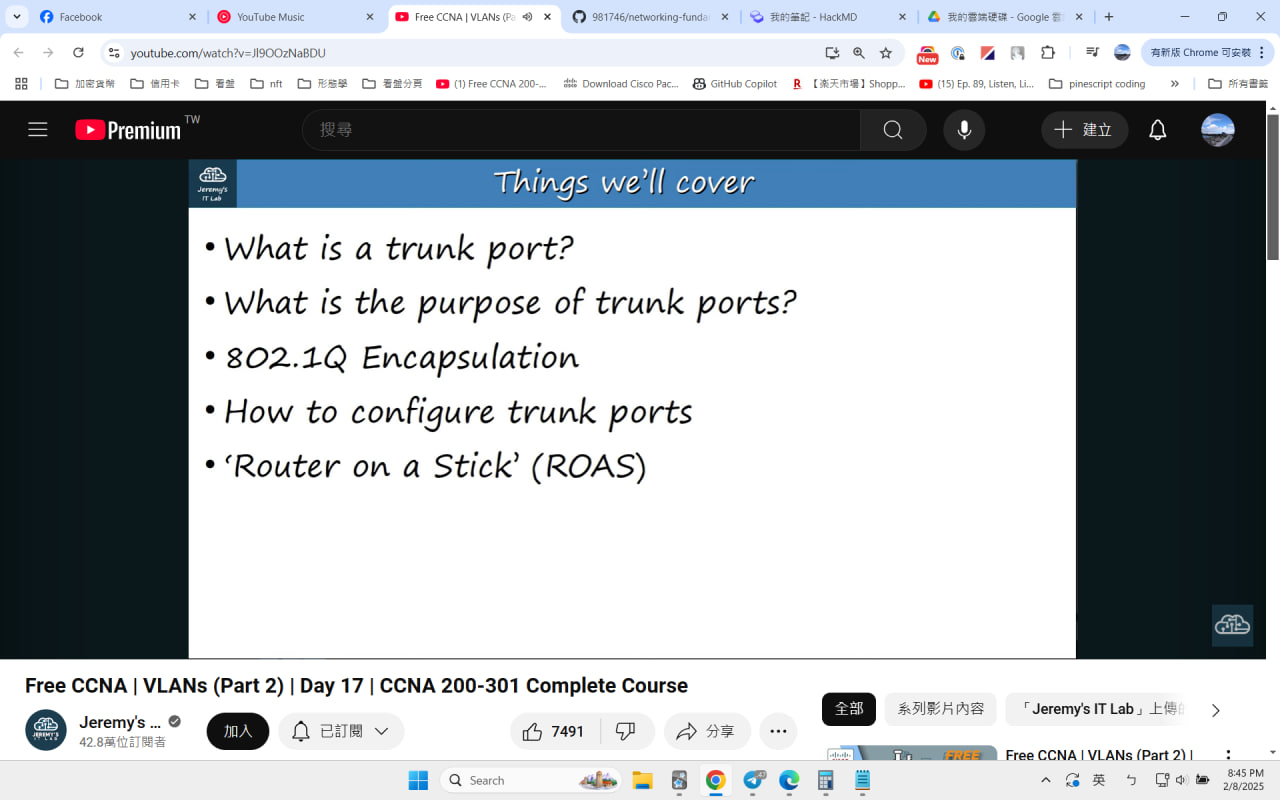 Facebook
YouTube Music
Free CCNA | VLANs (Pa
981746/networking-funda
我的筆記 - HackMD
我的雲端硬碟 - Google 雲
youtube.com/watch?v=Jl9OOzNaBDU
New
有新版 Chrome 可安裝
加密貨幣
信用卡
看盤
nft
形態學
看盤分頁
(1) Free CCNA 200-...
Download Cisco Pac...
GitHub Copilot
【楽天市場】Shopp...
(15) Ep. 89, Listen, Li...
pinescript coding
所有書籤
Premium TW
搜尋
建立
Jeremy's
IT Lab
Things we'll cover
• What is a trunk port?
• What is the purpose of trunk ports?
• 802.1Q Encapsulation
• How to configure trunk ports
• 'Router on a Stick' (ROAS)
Free CCNA | VLANs (Part 2) | Day 17 | CCNA 200-301 Complete Course
Jeremy's ...
42.8萬位訂閱者
加入
已訂閱
7491
分享
全部
系列影片內容
「Jeremy's IT Lab」上傳的
FREE
Free CCNA | VLANs (Part 2) |
Search
英
ㄅ
8:45 PM
2/8/2025